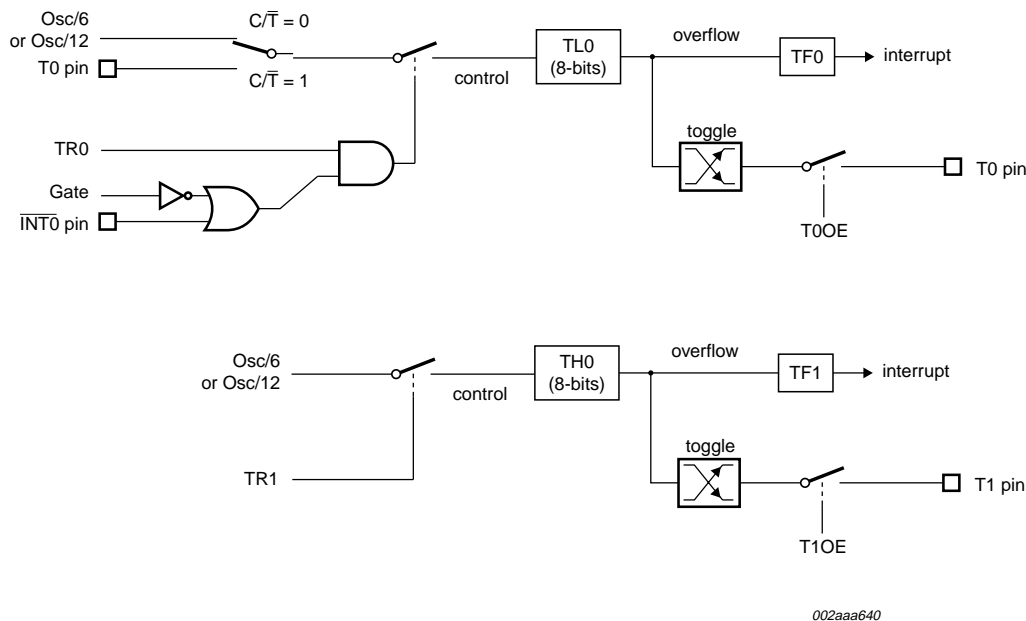 Osc/6
or Osc/12
C/T̅ = 0
T0 pin
C/T̅ = 1
control
TL0
(8-bits)
overflow
TF0
interrupt
TR0
toggle
T0 pin
Gate
I̅N̅T̅0̅ pin
T0OE
Osc/6
or Osc/12
control
TH0
(8-bits)
overflow
TF1
interrupt
TR1
toggle
T1 pin
T1OE
002aaa640